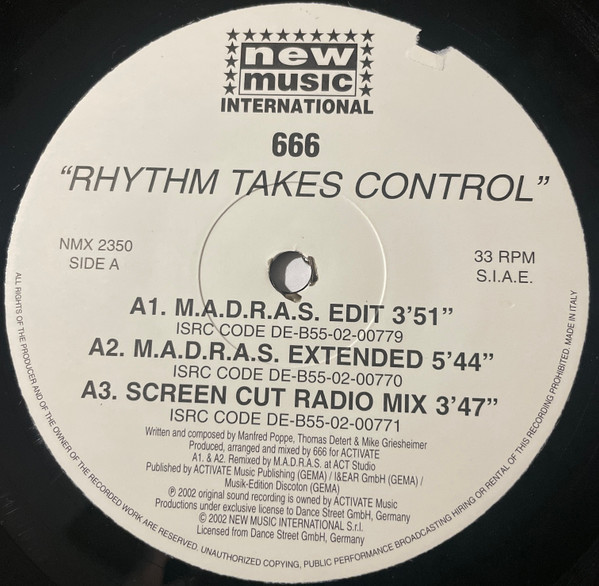 new
music
INTERNATIONAL
666
"RHYTHM TAKES CONTROL"
NMX 2350
SIDE A
33 RPM
S.I.A.E.
A1. M.A.D.R.A.S. EDIT 3'51"
ISRC CODE DE-B55-02-00779
A2. M.A.D.R.A.S. EXTENDED 5'44"
ISRC CODE DE-B55-02-00770
A3. SCREEN CUT RADIO MIX 3'47"
ISRC CODE DE-B55-02-00771
Written and composed by Manfred Poppe, Thomas Detert & Mike Griesheimer
Produced, arranged and mixed by 666 for ACTIVATE
A1. & A2. Remixed by M.A.D.R.A.S. at ACT Studio
Published by ACTIVATE Music Publishing (GEMA) / I&EAR GmbH (GEMA) /
Musik-Edition Discoton (GEMA)
℗ 2002 original sound recording is owned by ACTIVATE Music
Productions under exclusive license to Dance Street GmbH, Germany
© 2002 NEW MUSIC INTERNATIONAL S.r.l.
Licensed from Dance Street GmbH, Germany
ALL RIGHTS OF THE PRODUCER AND OF THE OWNER OF THE RECORDED WORK ARE RESERVED. UNAUTHORIZED COPYING, PUBLIC PERFORMANCE BROADCASTING HIRING OR RENTAL OF THIS RECORDING PROHIBITED. MADE IN ITALY